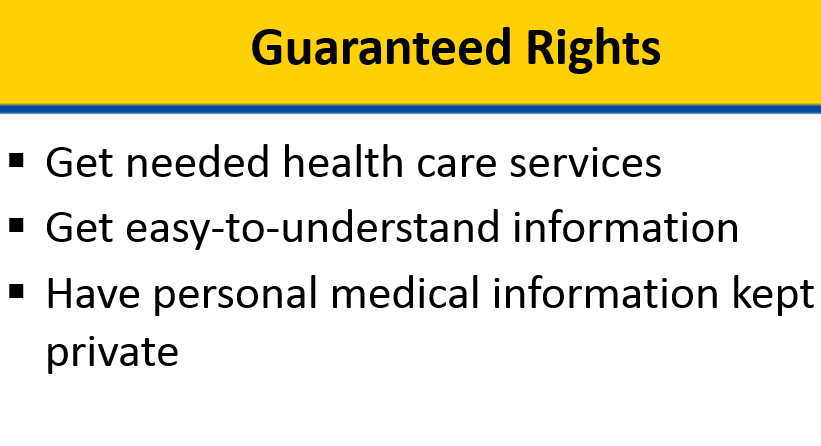 Guaranteed Rights
▪ Get needed health care services
▪ Get easy-to-understand information
▪ Have personal medical information kept
private